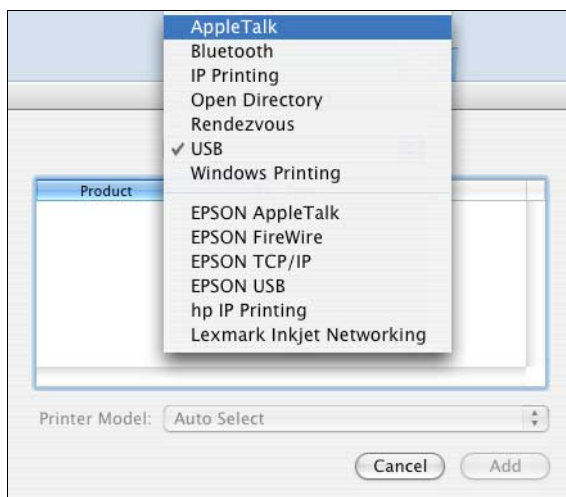 AppleTalk
Bluetooth
IP Printing
Open Directory
Rendezvous
✓ USB
Windows Printing
Product
EPSON AppleTalk
EPSON FireWire
EPSON TCP/IP
EPSON USB
hp IP Printing
Lexmark Inkjet Networking
Printer Model: Auto Select
Cancel Add